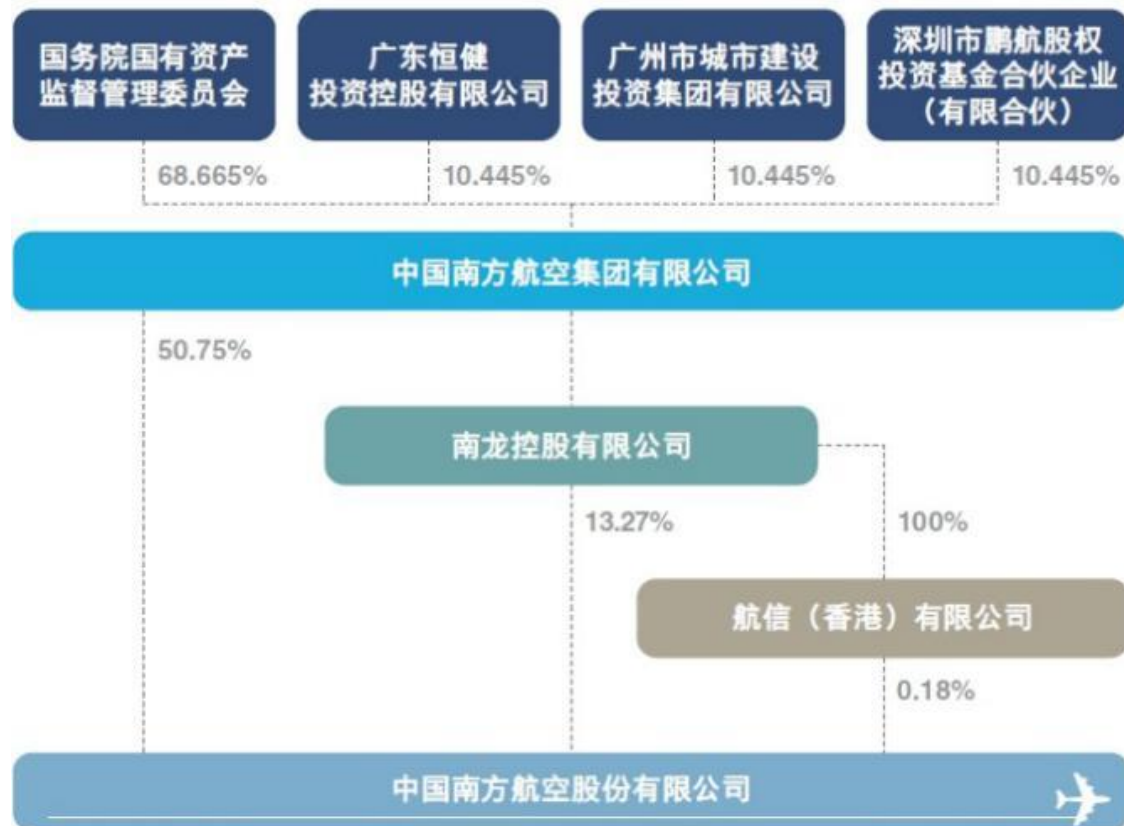 国务院国有资产
监督管理委员会
广东恒健
投资控股有限公司
广州市城市建设
投资集团有限公司
深圳市鹏航股权
投资基金合伙企业
（有限合伙）
68.665%
10.445%
10.445%
10.445%
中国南方航空集团有限公司
50.75%
南龙控股有限公司
13.27%
100%
航信（香港）有限公司
0.18%
中国南方航空股份有限公司